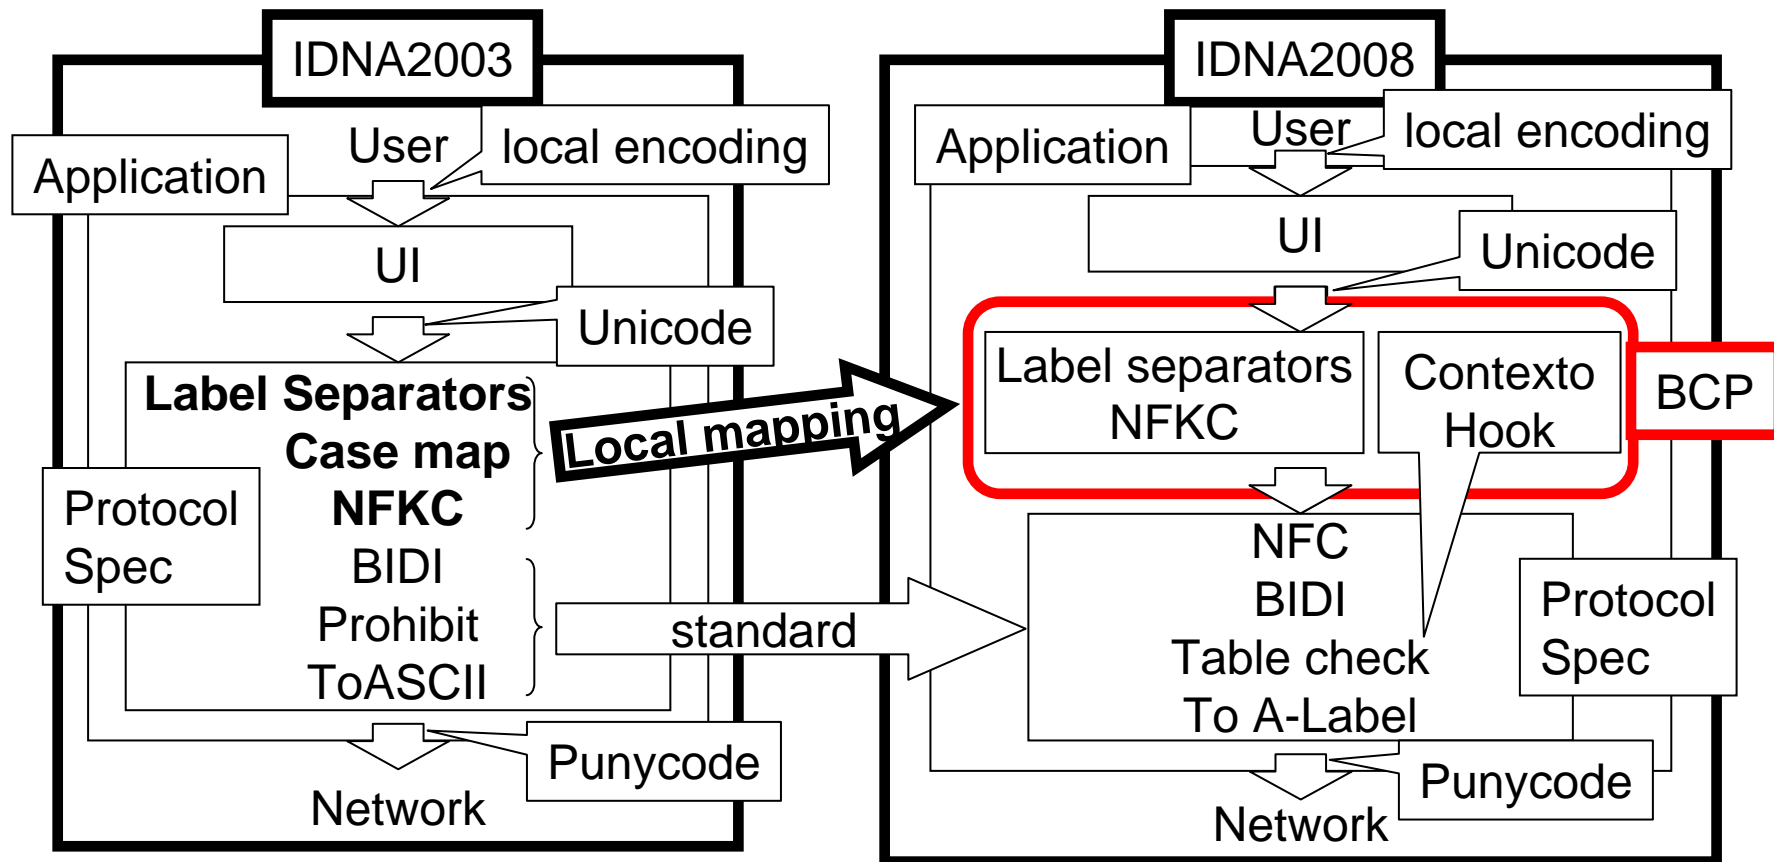 IDNA2003
Application
User
local encoding
UI
Unicode
Label Separators
Case map
NFKC
BIDI
Prohibit
ToASCII
Protocol
Spec
Punycode
Network
Local mapping
standard
IDNA2008
Application
User
local encoding
UI
Unicode
Label separators
NFKC
Contexto
Hook
BCP
NFC
BIDI
Table check
To A-Label
Protocol
Spec
Punycode
Network